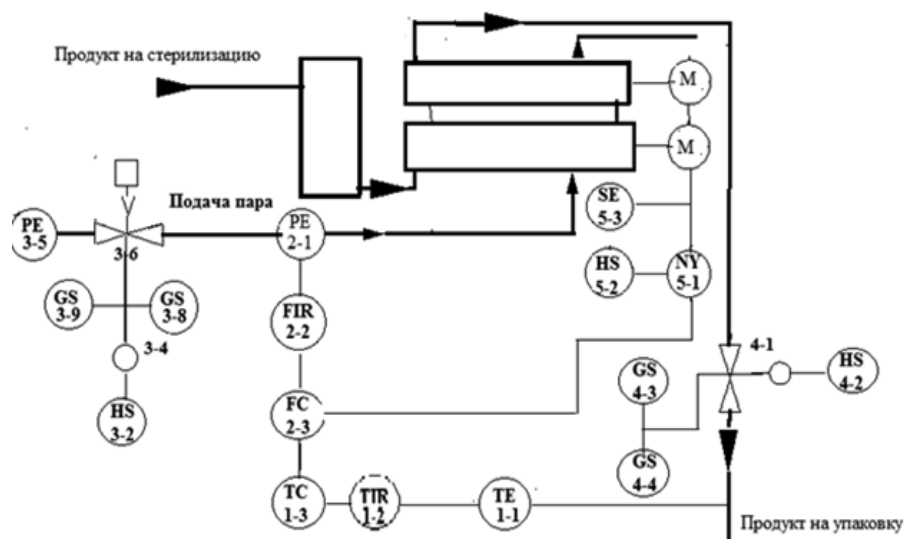 Продукт на стерилизацию
M
M
Подача пара
SE
5-3
PE
3-5
3-6
PE
2-1
HS
5-2
NY
5-1
GS
3-9
GS
3-8
FIR
2-2
3-4
4-1
GS
4-3
HS
4-2
HS
3-2
FC
2-3
GS
4-4
TC
1-3
TIR
1-2
TE
1-1
Продукт на упаковку